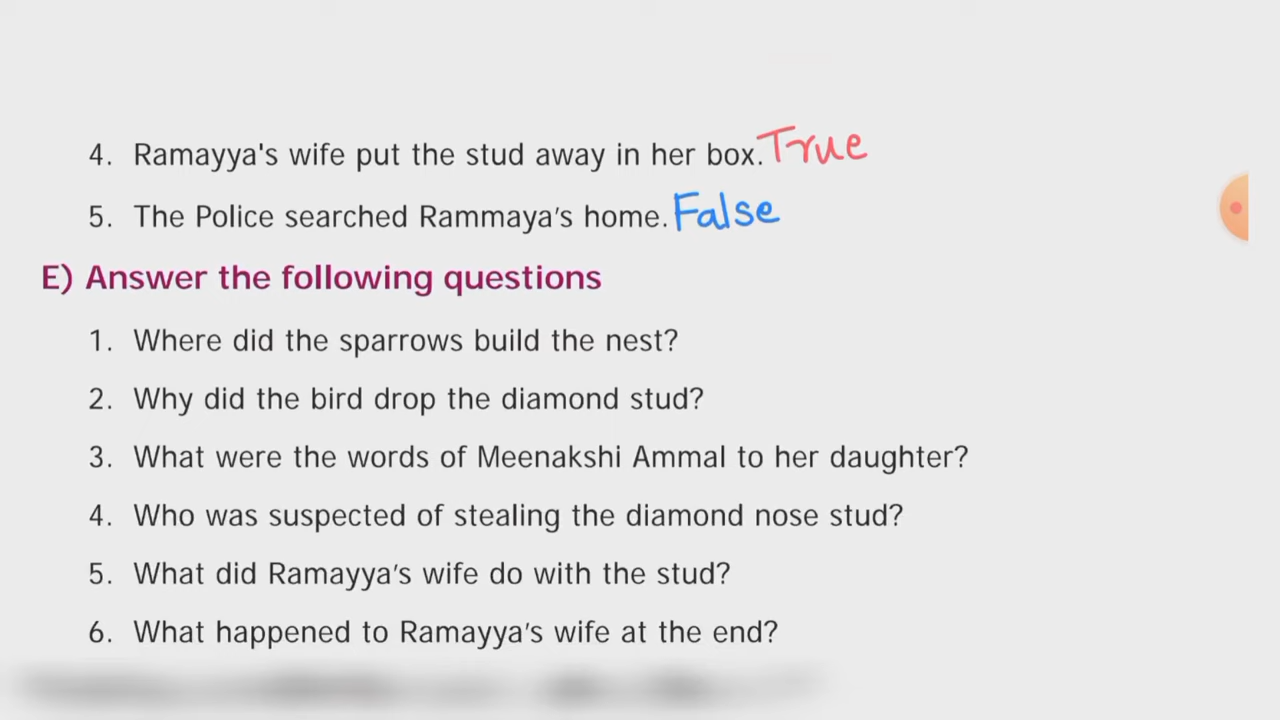 4. Ramayya's wife put the stud away in her box. True
5. The Police searched Rammaya's home. False
E) Answer the following questions
1. Where did the sparrows build the nest?
2. Why did the bird drop the diamond stud?
3. What were the words of Meenakshi Ammal to her daughter?
4. Who was suspected of stealing the diamond nose stud?
5. What did Ramayya's wife do with the stud?
6. What happened to Ramayya's wife at the end?